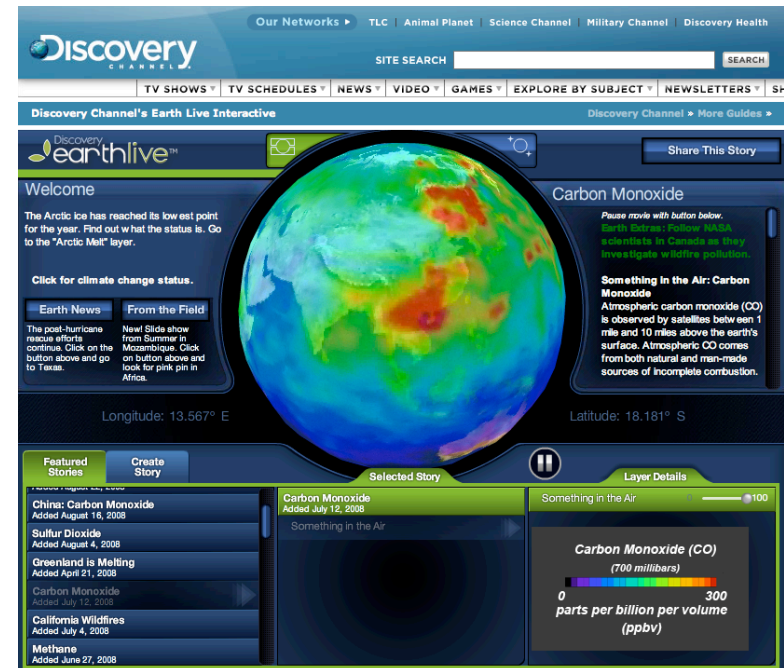 Our Networks ▸ TLC | Animal Planet | Science Channel | Military Channel | Discovery Health
Discovery
CHANNEL
SITE SEARCH
SEARCH
TV SHOWS
TV SCHEDULES
NEWS
VIDEO
GAMES
EXPLORE BY SUBJECT
NEWSLETTERS
Discovery Channel's Earth Live Interactive
Discovery Channel » More Guides »
Discovery
earthlive™
Share This Story
Welcome
The Arctic ice has reached its lowest point
for the year. Find out what the status is. Go
to the "Arctic Melt" layer.
Click for climate change status.
Earth News
The post-hurricane
rescue efforts
continue. Click on the
button above and go
to Texas.
From the Field
New! Slide show
from Summer in
Mozambique. Click
on button above and
look for pink pin in
Africa.
Carbon Monoxide
Pause movie with button below.
Earth Extras: Follow NASA
scientists in Canada as they
investigate wildfire pollution.
Something in the Air: Carbon
Monoxide
Atmospheric carbon monoxide (CO)
is observed by satellites between 1
mile and 10 miles above the earth's
surface. Atmospheric CO comes
from both natural and man-made
sources of incomplete combustion.
Longitude: 13.567° E
Latitude: 18.181° S
Featured
Stories
Create
Story
Selected Story
Layer Details
China: Carbon Monoxide
Added August 16, 2008
Sulfur Dioxide
Added August 4, 2008
Greenland is Melting
Added April 21, 2008
Carbon Monoxide
Added July 12, 2008
California Wildfires
Added July 4, 2008
Methane
Added June 27, 2008
Carbon Monoxide
Added July 12, 2008
Something in the Air
Something in the Air
0
100
Carbon Monoxide (CO)
(700 millibars)
0 300
parts per billion per volume
(ppbv)